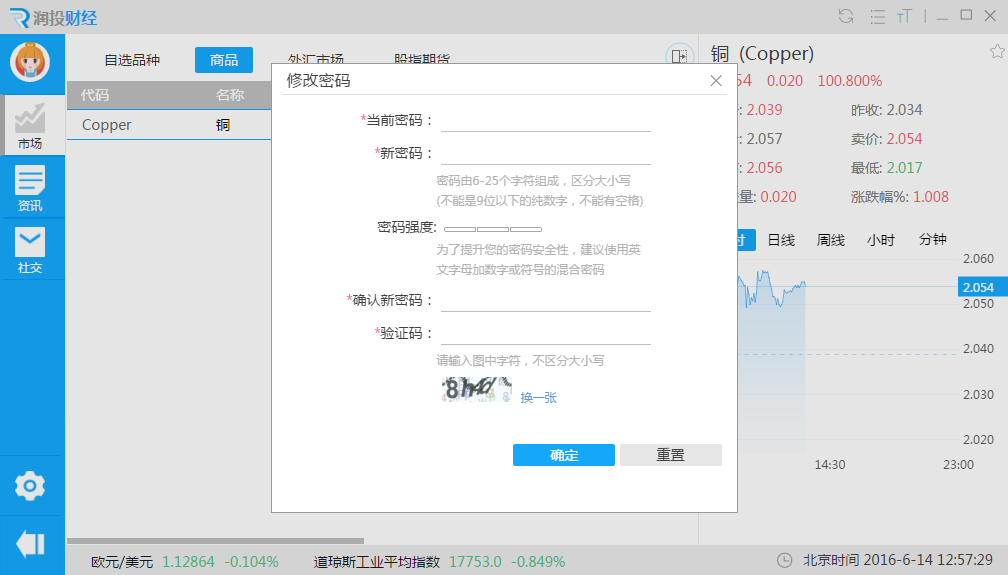 润投财经
TT
自选品种 商品 外汇市场 股指期货
铜 (Copper)
54 0.020 100.800%
: 2.039 昨收: 2.034
: 2.057 卖价: 2.054
: 2.056 最低: 2.017
量: 0.020 涨跌幅%: 1.008
时 日线 周线 小时 分钟
2.060
2.054
2.050
2.040
2.030
2.020
14:30 23:00
代码 名称
Copper 铜
市场
资讯
社交
修改密码
*当前密码：
*新密码：
密码由6-25个字符组成，区分大小写
(不能是9位以下的纯数字，不能有空格)
密码强度:
为了提升您的密码安全性，建议使用英
文字母加数字或符号的混合密码
*确认新密码：
*验证码：
请输入图中字符，不区分大小写
换一张
确定 重置
欧元/美元 1.12864 -0.104% 道琼斯工业平均指数 17753.0 -0.849% 北京时间 2016-6-14 12:57:29